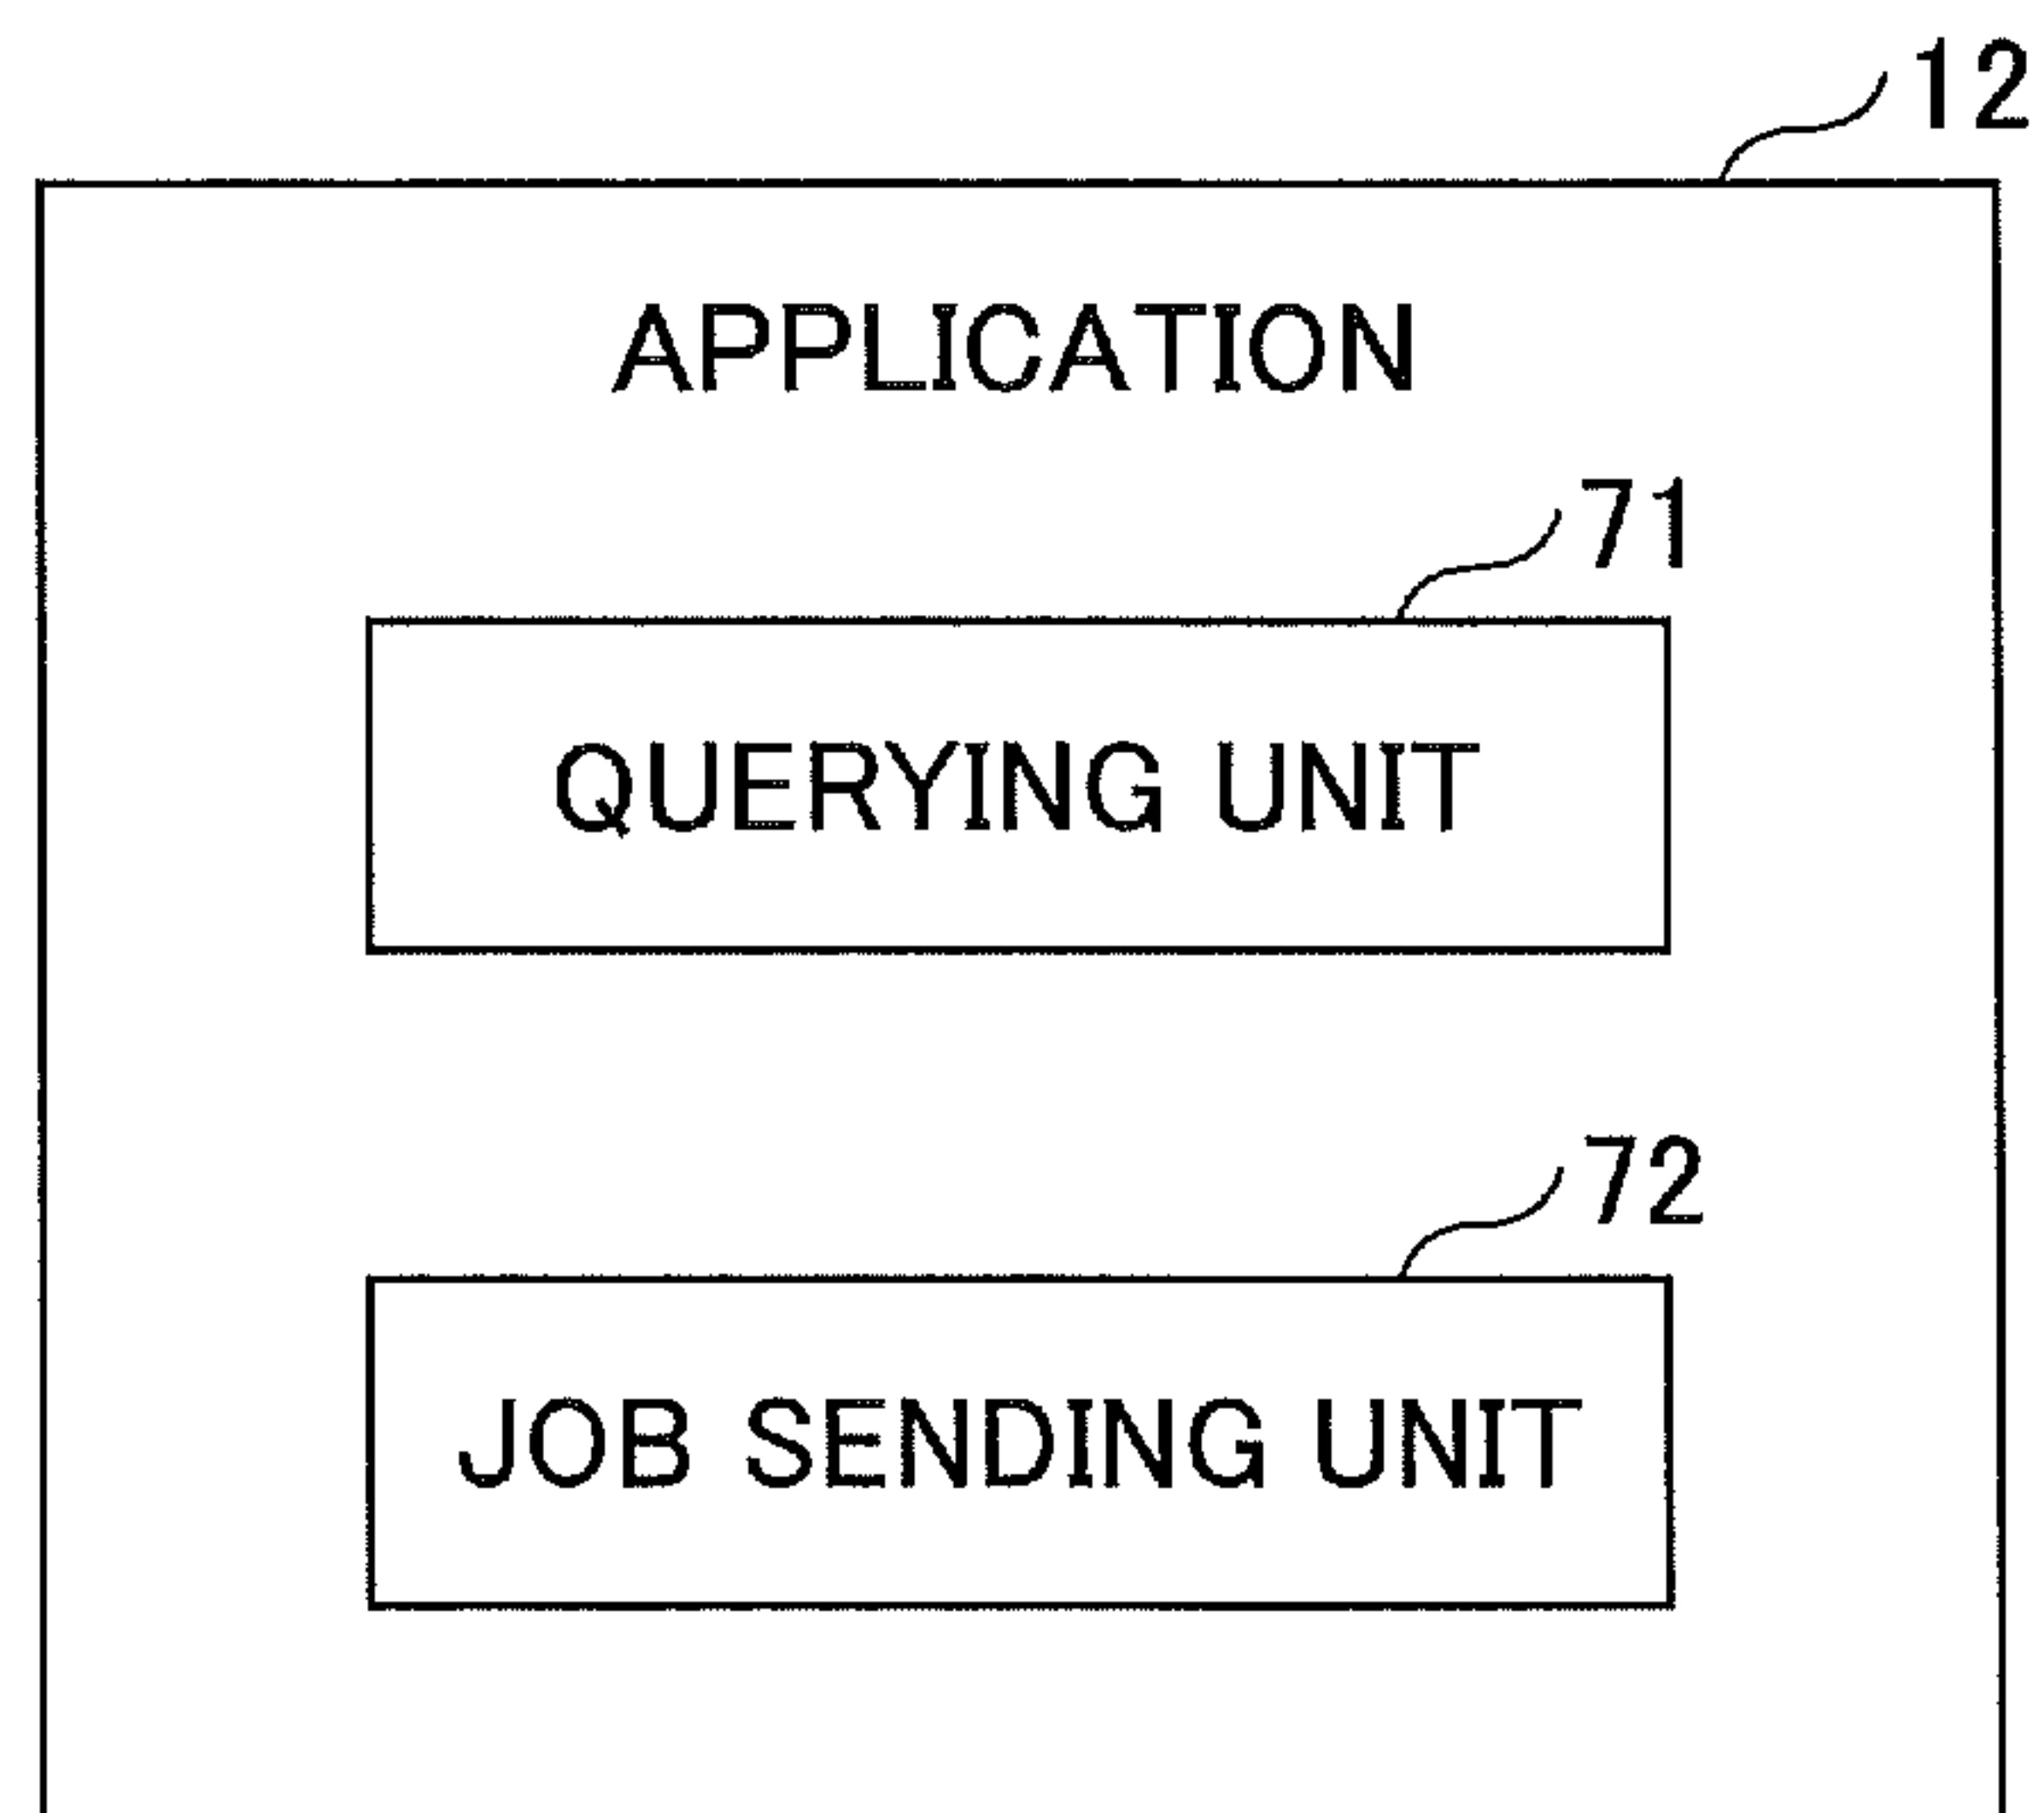 12
APPLICATION
71
QUERYING UNIT
72
JOB SENDING UNIT